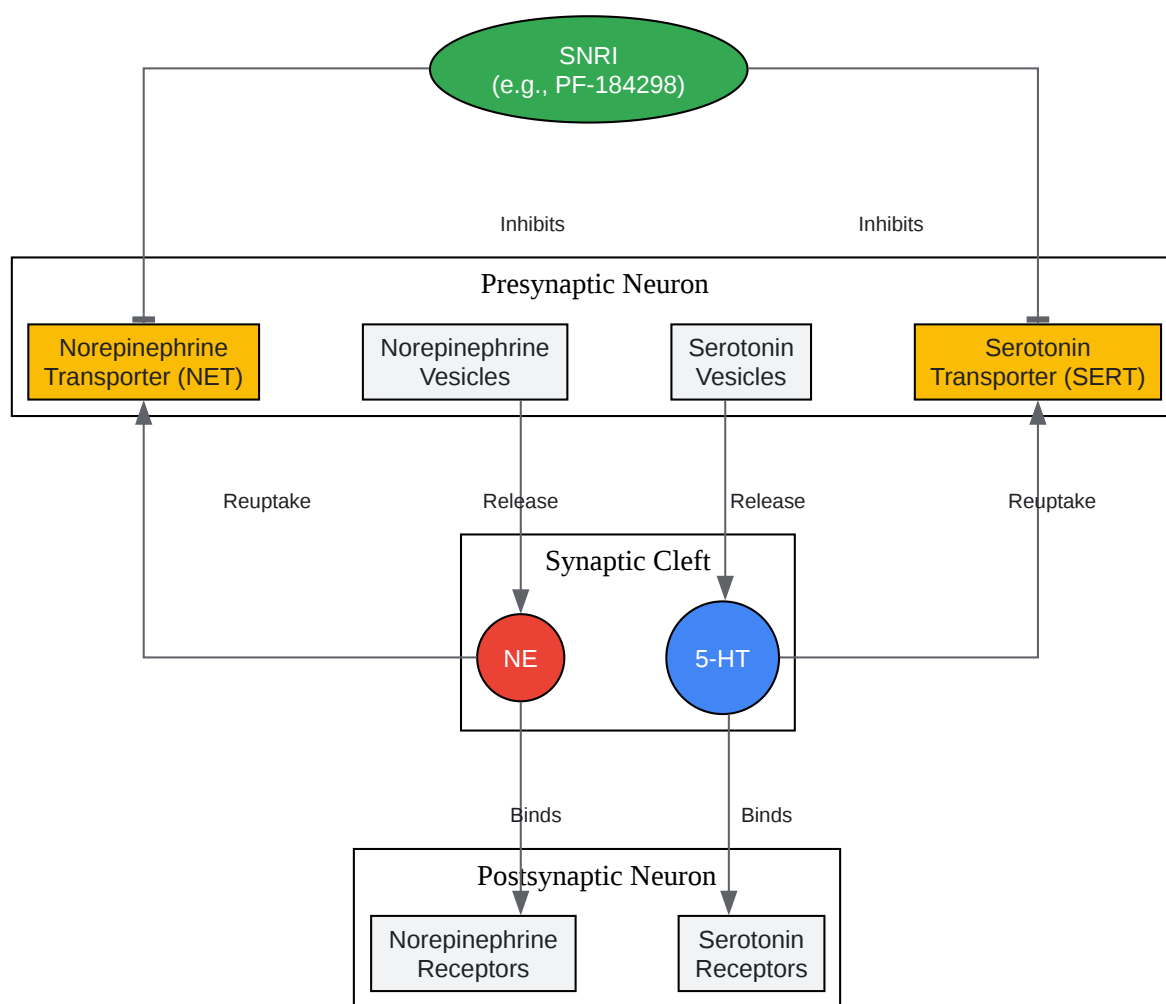 SNRI
(e.g., PF-184298)
Inhibits
Inhibits
Presynaptic Neuron
Norepinephrine
Transporter (NET)
Norepinephrine
Vesicles
Serotonin
Vesicles
Serotonin
Transporter (SERT)
Reuptake
Release
Release
Reuptake
Synaptic Cleft
NE
5-HT
Binds
Binds
Postsynaptic Neuron
Norepinephrine
Receptors
Serotonin
Receptors